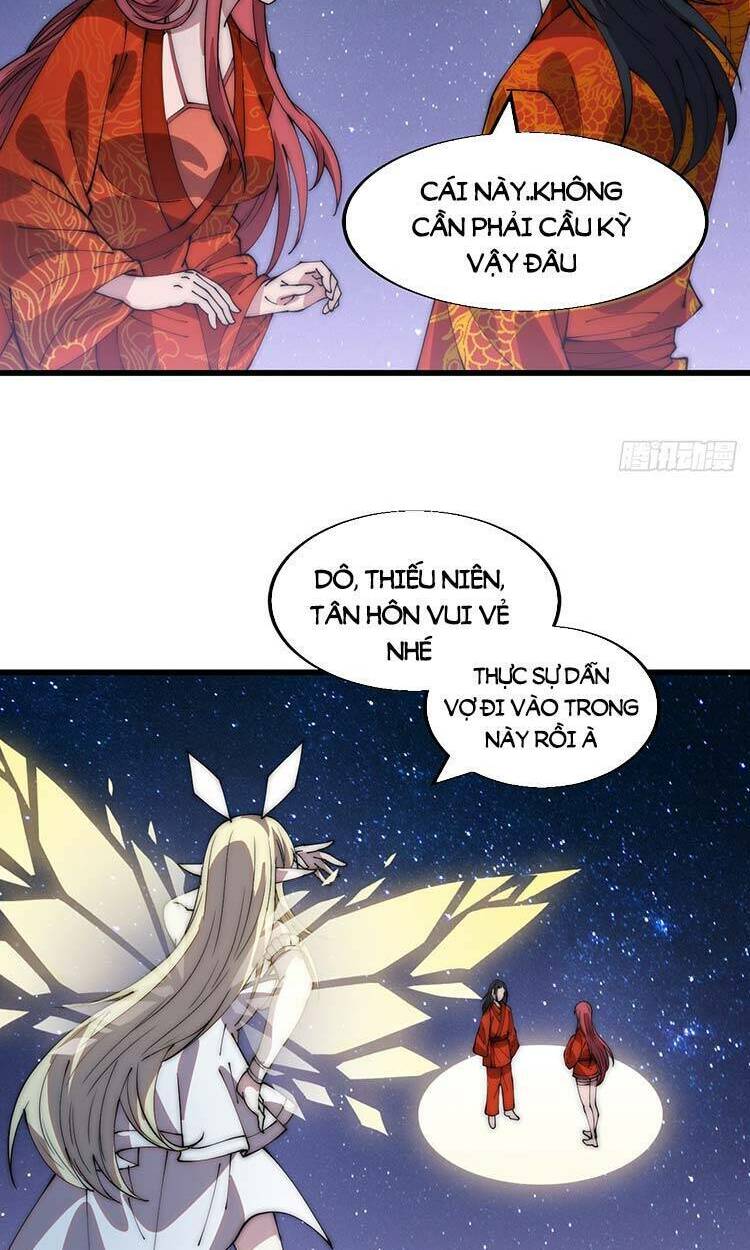 CÁI NÀY..KHÔNG
CẦN PHẢI CẦU KỲ
VẬY ĐÂU
腾讯动漫
DÔ, THIẾU NIÊN,
TÂN HÔN VUI VẺ
NHÉ
THỰC SỰ DẪN
VỢ ĐI VÀO TRONG
NÀY RỒI À